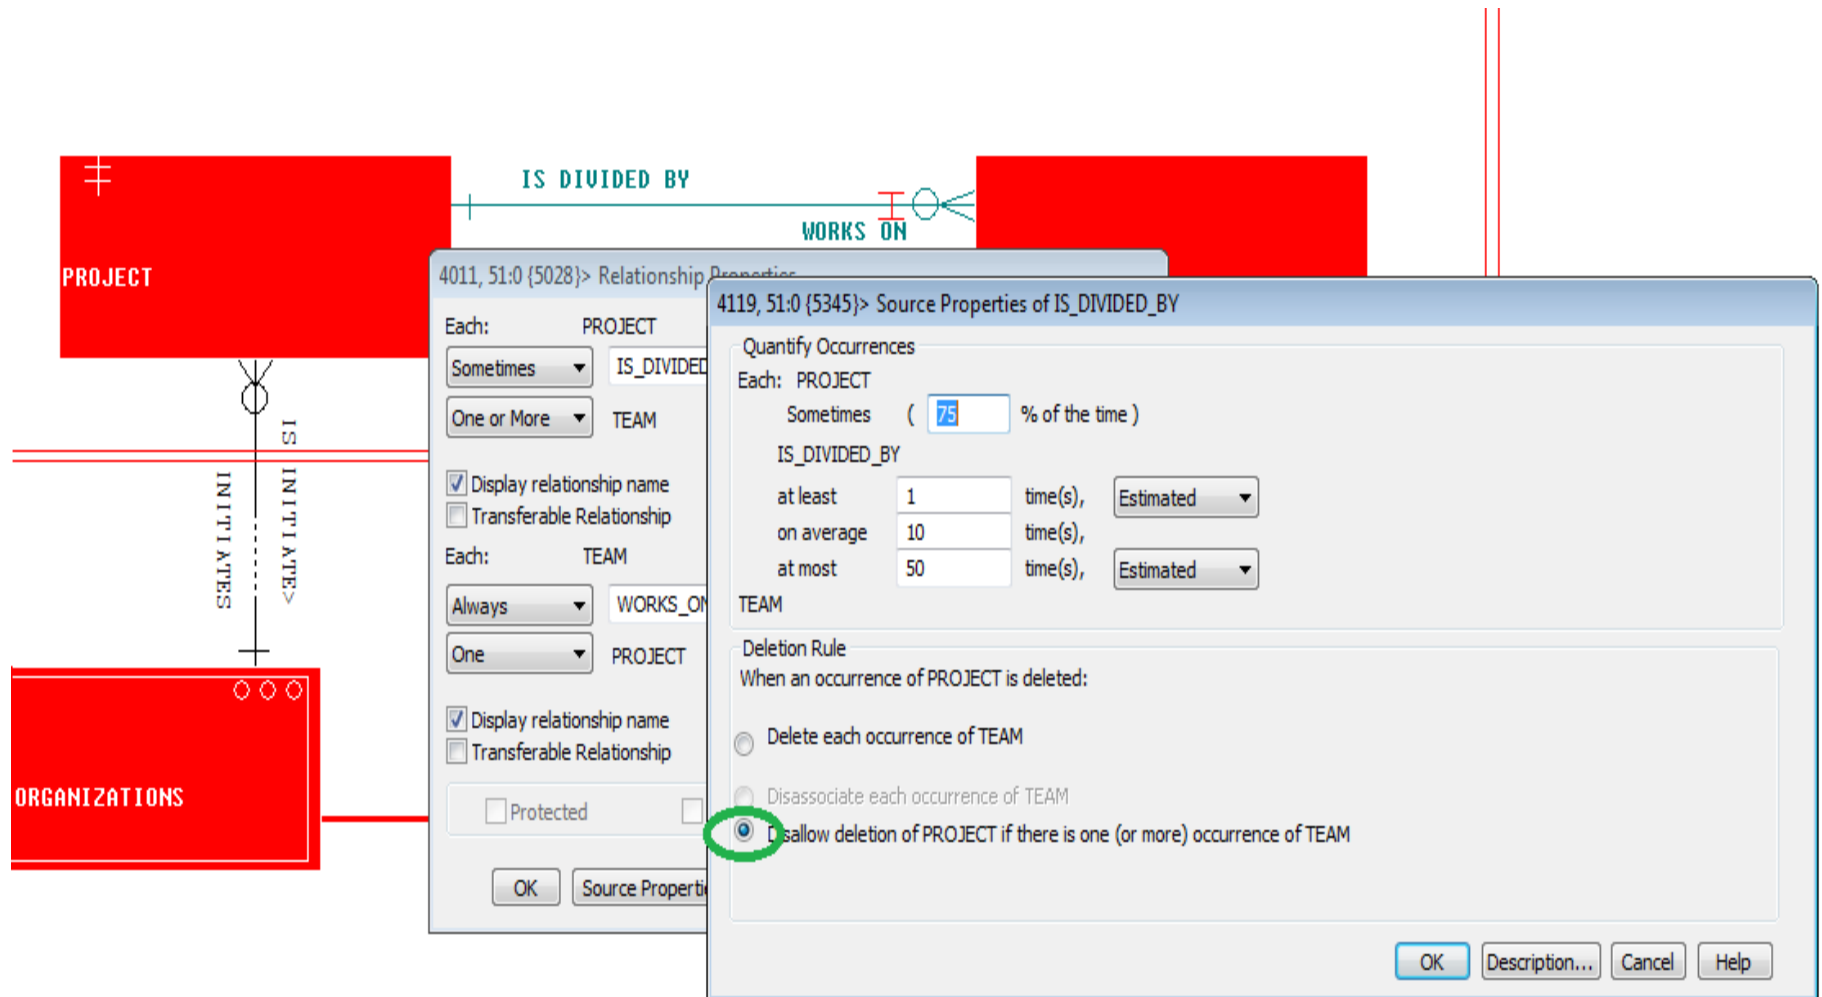 IS DIVIDED BY
WORKS ON
PROJECT
IS INITIATE>
INITIATES
ORGANIZATIONS
4011, 51:0 {5028}> Relationship Properties
Each: PROJECT
Sometimes IS_DIVIDED
One or More TEAM
Display relationship name
Transferable Relationship
Each: TEAM
Always WORKS_ON
One PROJECT
Display relationship name
Transferable Relationship
Protected
OK Source Properti
4119, 51:0 {5345}> Source Properties of IS_DIVIDED_BY
Quantify Occurrences
Each: PROJECT
Sometimes ( 75 % of the time )
IS_DIVIDED_BY
at least 1 time(s), Estimated
on average 10 time(s),
at most 50 time(s), Estimated
TEAM
Deletion Rule
When an occurrence of PROJECT is deleted:
Delete each occurrence of TEAM
Disassociate each occurrence of TEAM
Disallow deletion of PROJECT if there is one (or more) occurrence of TEAM
OK Description... Cancel Help